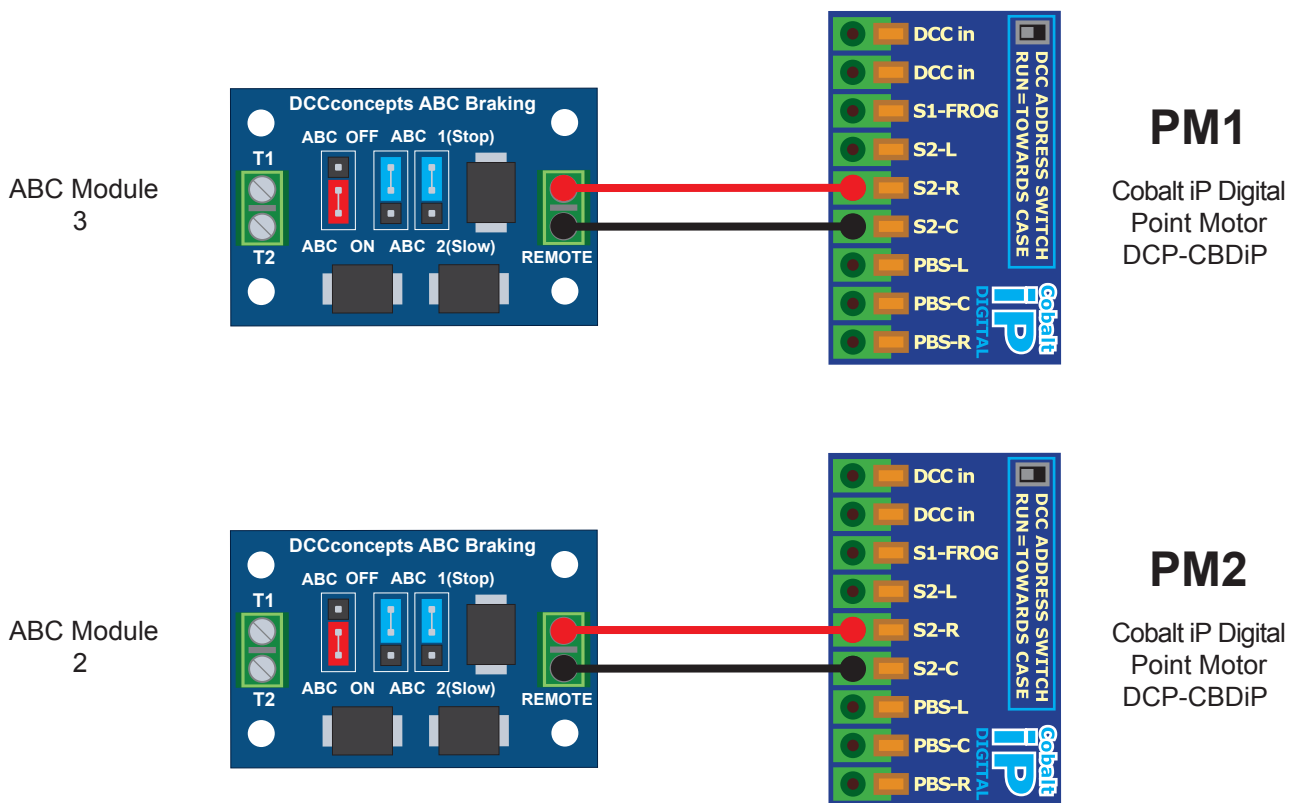 ABC Module
3
DCCconcepts ABC Braking
ABC OFF ABC 1(Stop)
T1
T2
ABC ON ABC 2(Slow)
REMOTE
DCC in
DCC in
S1-FROG
S2-L
S2-R
S2-C
PBS-L
PBS-C
PBS-R
DCC ADDRESS SWITCH
RUN=TOWARDS CASE
Cobalt
iP
DIGITAL
PM1
Cobalt iP Digital
Point Motor
DCP-CBDiP
ABC Module
2
DCCconcepts ABC Braking
ABC OFF ABC 1(Stop)
T1
T2
ABC ON ABC 2(Slow)
REMOTE
DCC in
DCC in
S1-FROG
S2-L
S2-R
S2-C
PBS-L
PBS-C
PBS-R
DCC ADDRESS SWITCH
RUN=TOWARDS CASE
Cobalt
iP
DIGITAL
PM2
Cobalt iP Digital
Point Motor
DCP-CBDiP